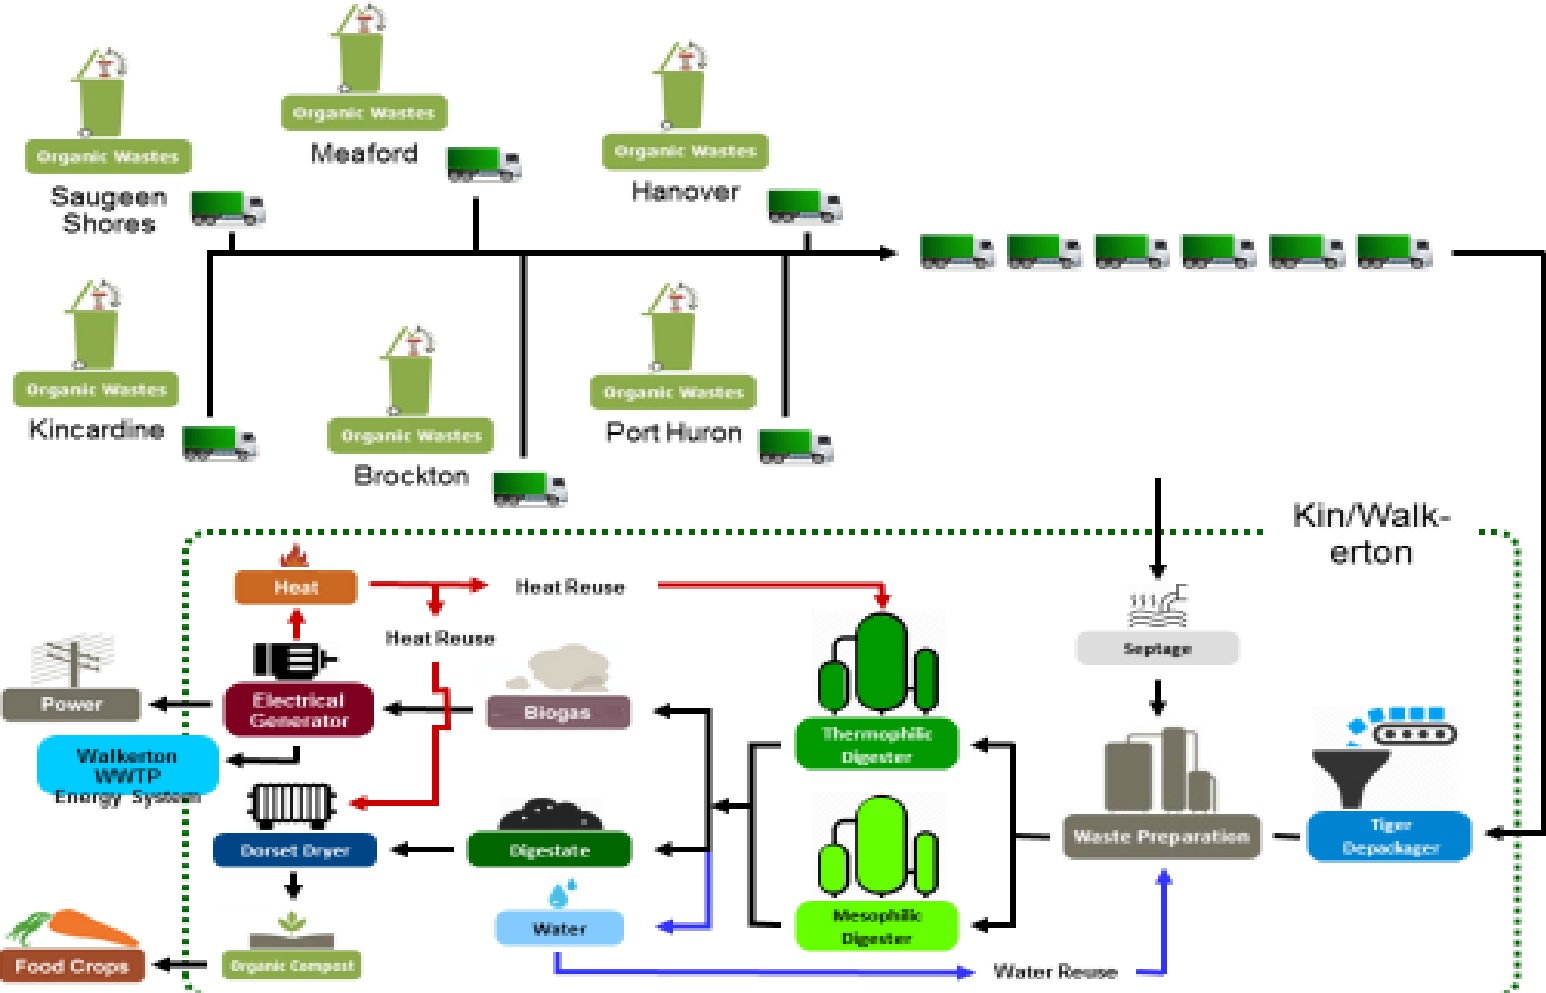 Organic Wastes
Meaford
Organic Wastes
Saugeen
Shores
Organic Wastes
Hanover
Organic Wastes
Kincardine
Organic Wastes
Brockton
Organic Wastes
Port Huron
Kin/Walk-
erton
Heat
Heat Reuse
Heat Reuse
Septage
Power
Electrical
Generator
Biogas
Thermophilic
Digester
Walkerton
WWTP
Energy System
Waste Preparation
Tiger
Depackager
Dorset Dryer
Digestate
Water
Mesophilic
Digester
Food Crops
Organic Compost
Water Reuse